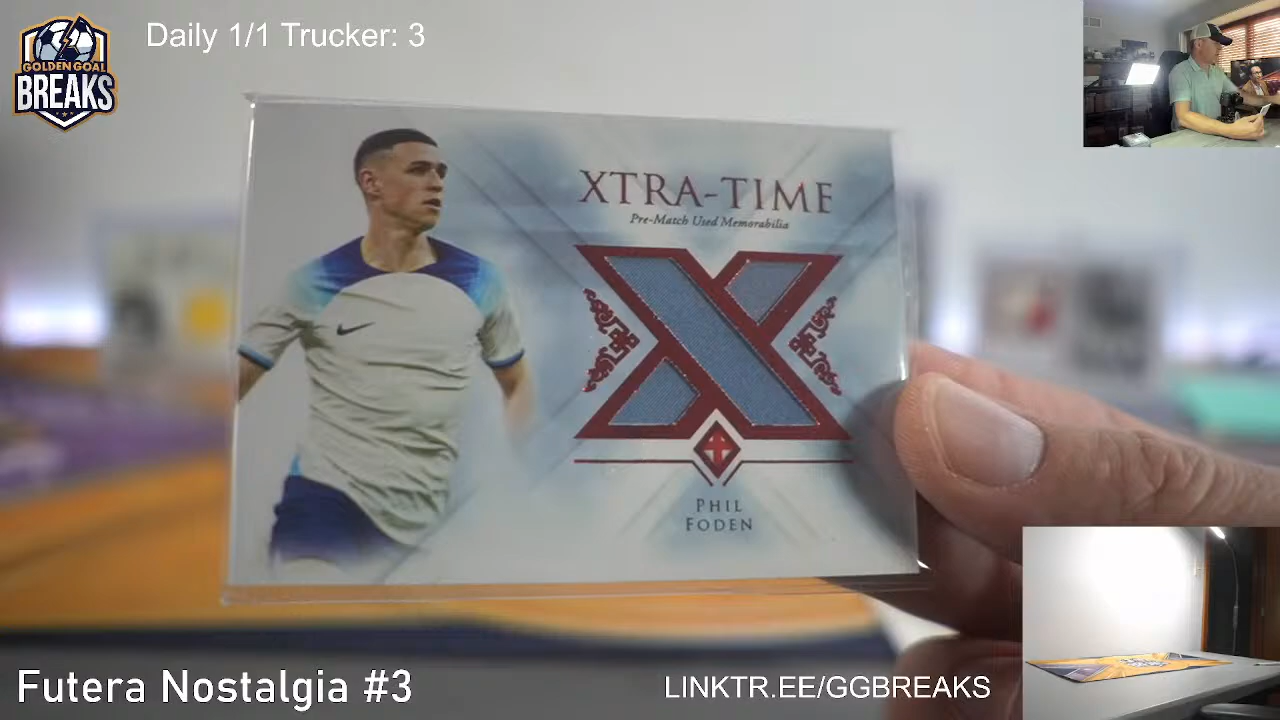 Daily 1/1 Trucker: 3
GOLDEN GOAL
BREAKS
XTRA-TIME
Pre-Match Used Memorabilia
X
PHIL
FODEN
Futera Nostalgia #3
LINKTR.EE/GGBREAKS